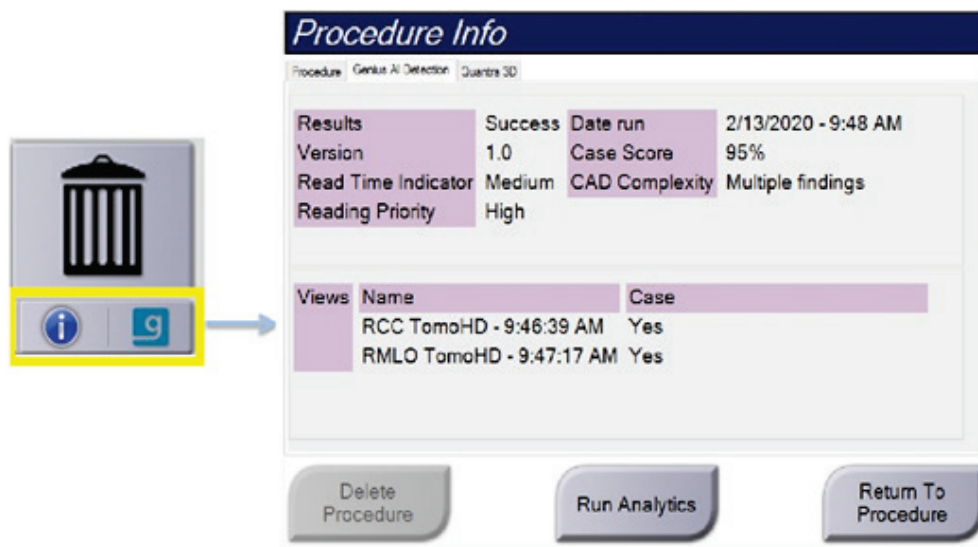 Procedure Info
Procedure Genius AI Detection Quantra 3D
Results Success Date run 2/13/2020 - 9:48 AM
Version 1.0 Case Score 95%
Read Time Indicator Medium CAD Complexity Multiple findings
Reading Priority High
Views Name Case
RCC TomoHD - 9:46:39 AM Yes
RMLO TomoHD - 9:47:17 AM Yes
i g
Delete
Procedure
Run Analytics
Return To
Procedure